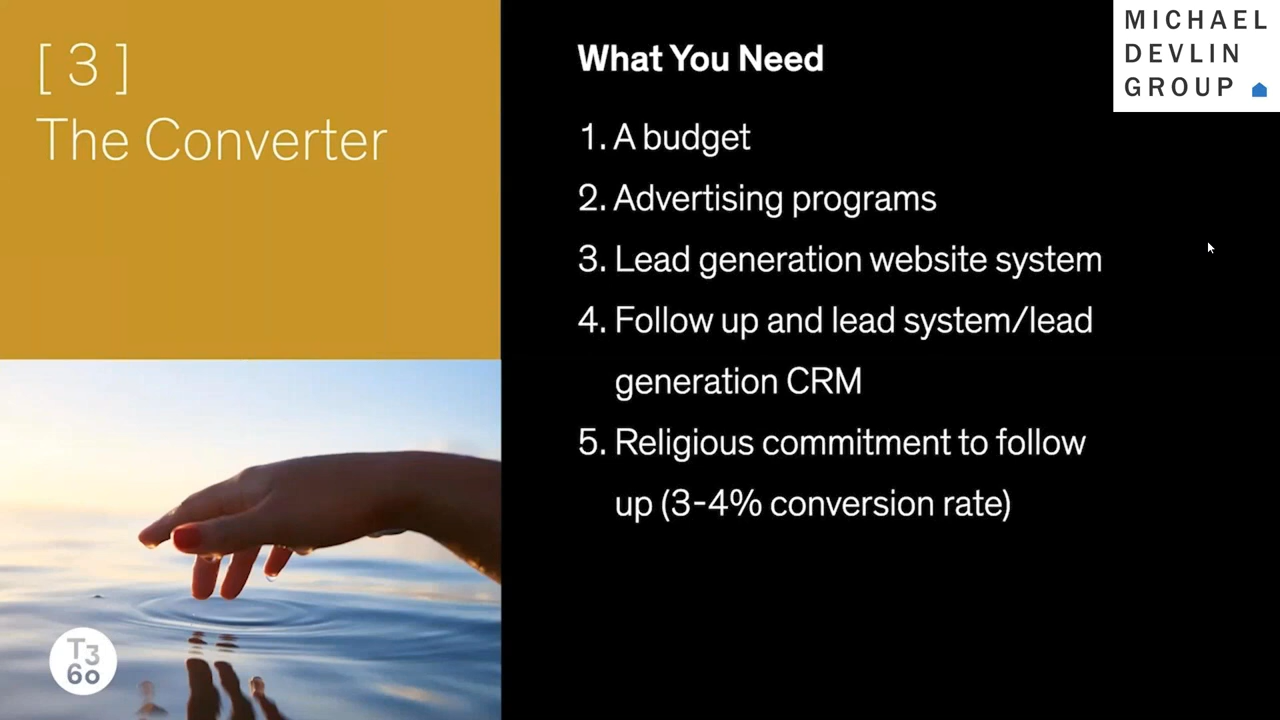 [ 3 ]
The Converter
What You Need
1. A budget
2. Advertising programs
3. Lead generation website system
4. Follow up and lead system/lead
generation CRM
5. Religious commitment to follow
up (3-4% conversion rate)
MICHAEL
DEVLIN
GROUP
T3
60